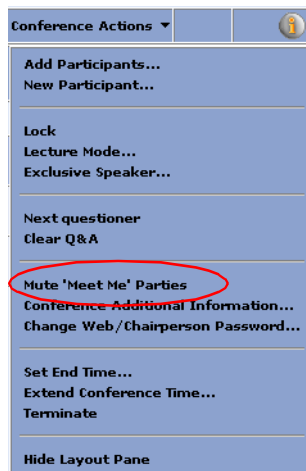 Conference Actions
Add Participants...
New Participant...
Lock
Lecture Mode...
Exclusive Speaker...
Next questioner
Clear Q&A
Mute 'Meet Me' Parties
Conference Additional Information...
Change Web/Chairperson Password...
Set End Time...
Extend Conference Time...
Terminate
Hide Layout Pane